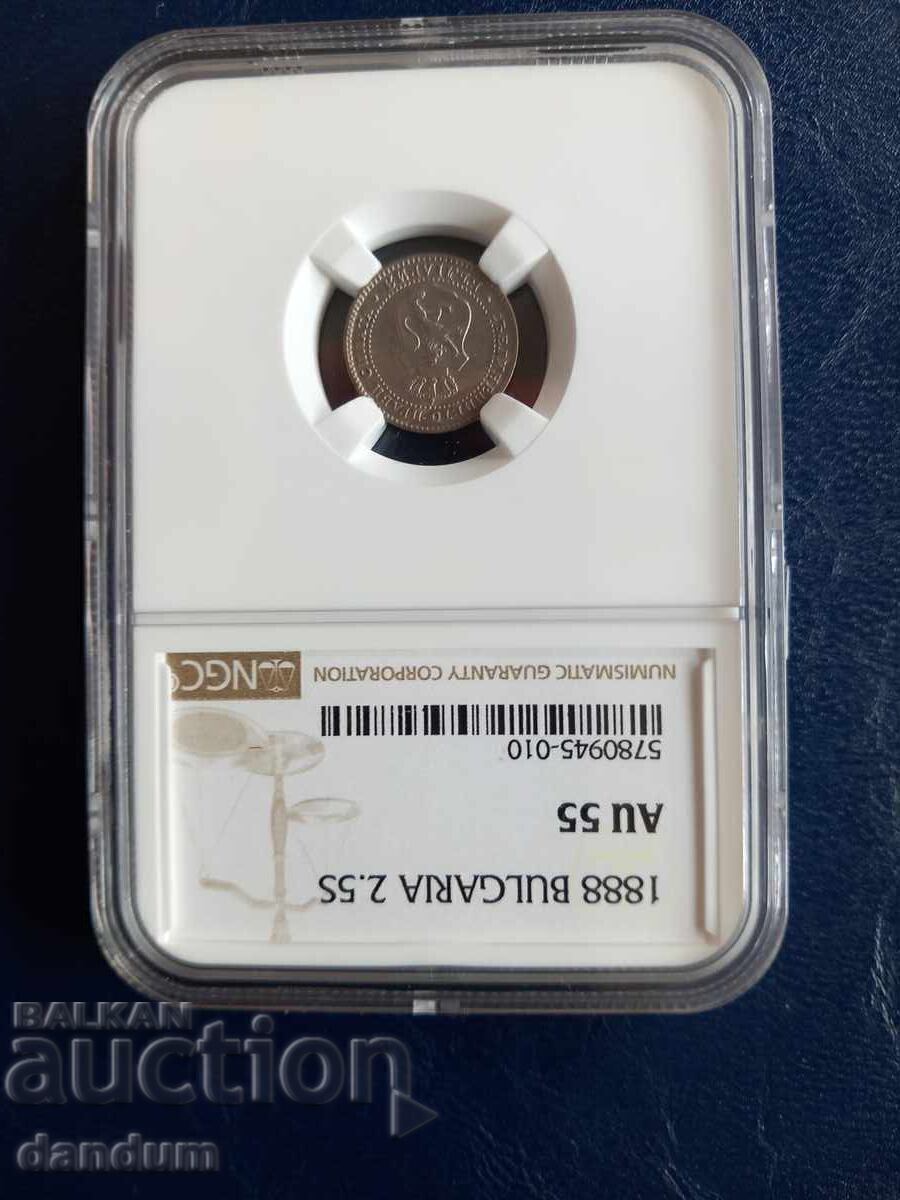 1888 BULGARIA 2.5S
AU 55
5780945-010
NUMISMATIC GUARANTY CORPORATION
NGC
BALKAN
auction
dandum